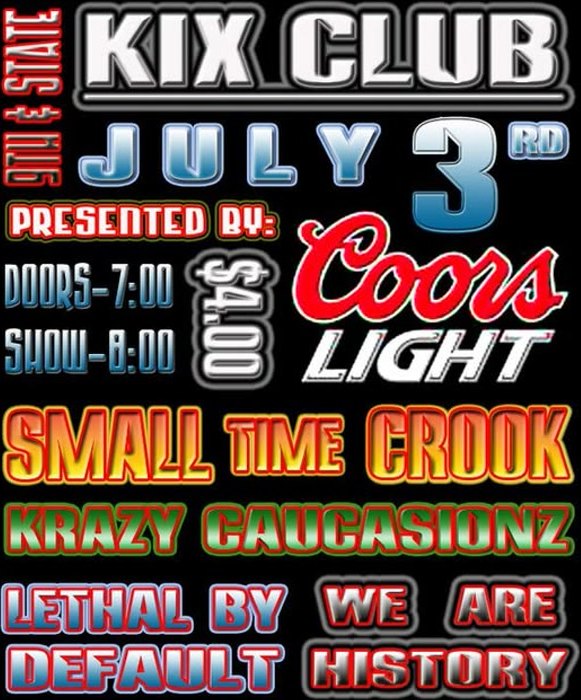 9TH & STATE
KIX CLUB
JULY 3RD
PRESENTED BY:
Coors
LIGHT
DOORS-7:00
SHOW-8:00
$4.00
SMALL TIME CROOK
KRAZY CAUCASIONZ
LETHAL BY
DEFAULT
WE ARE
HISTORY